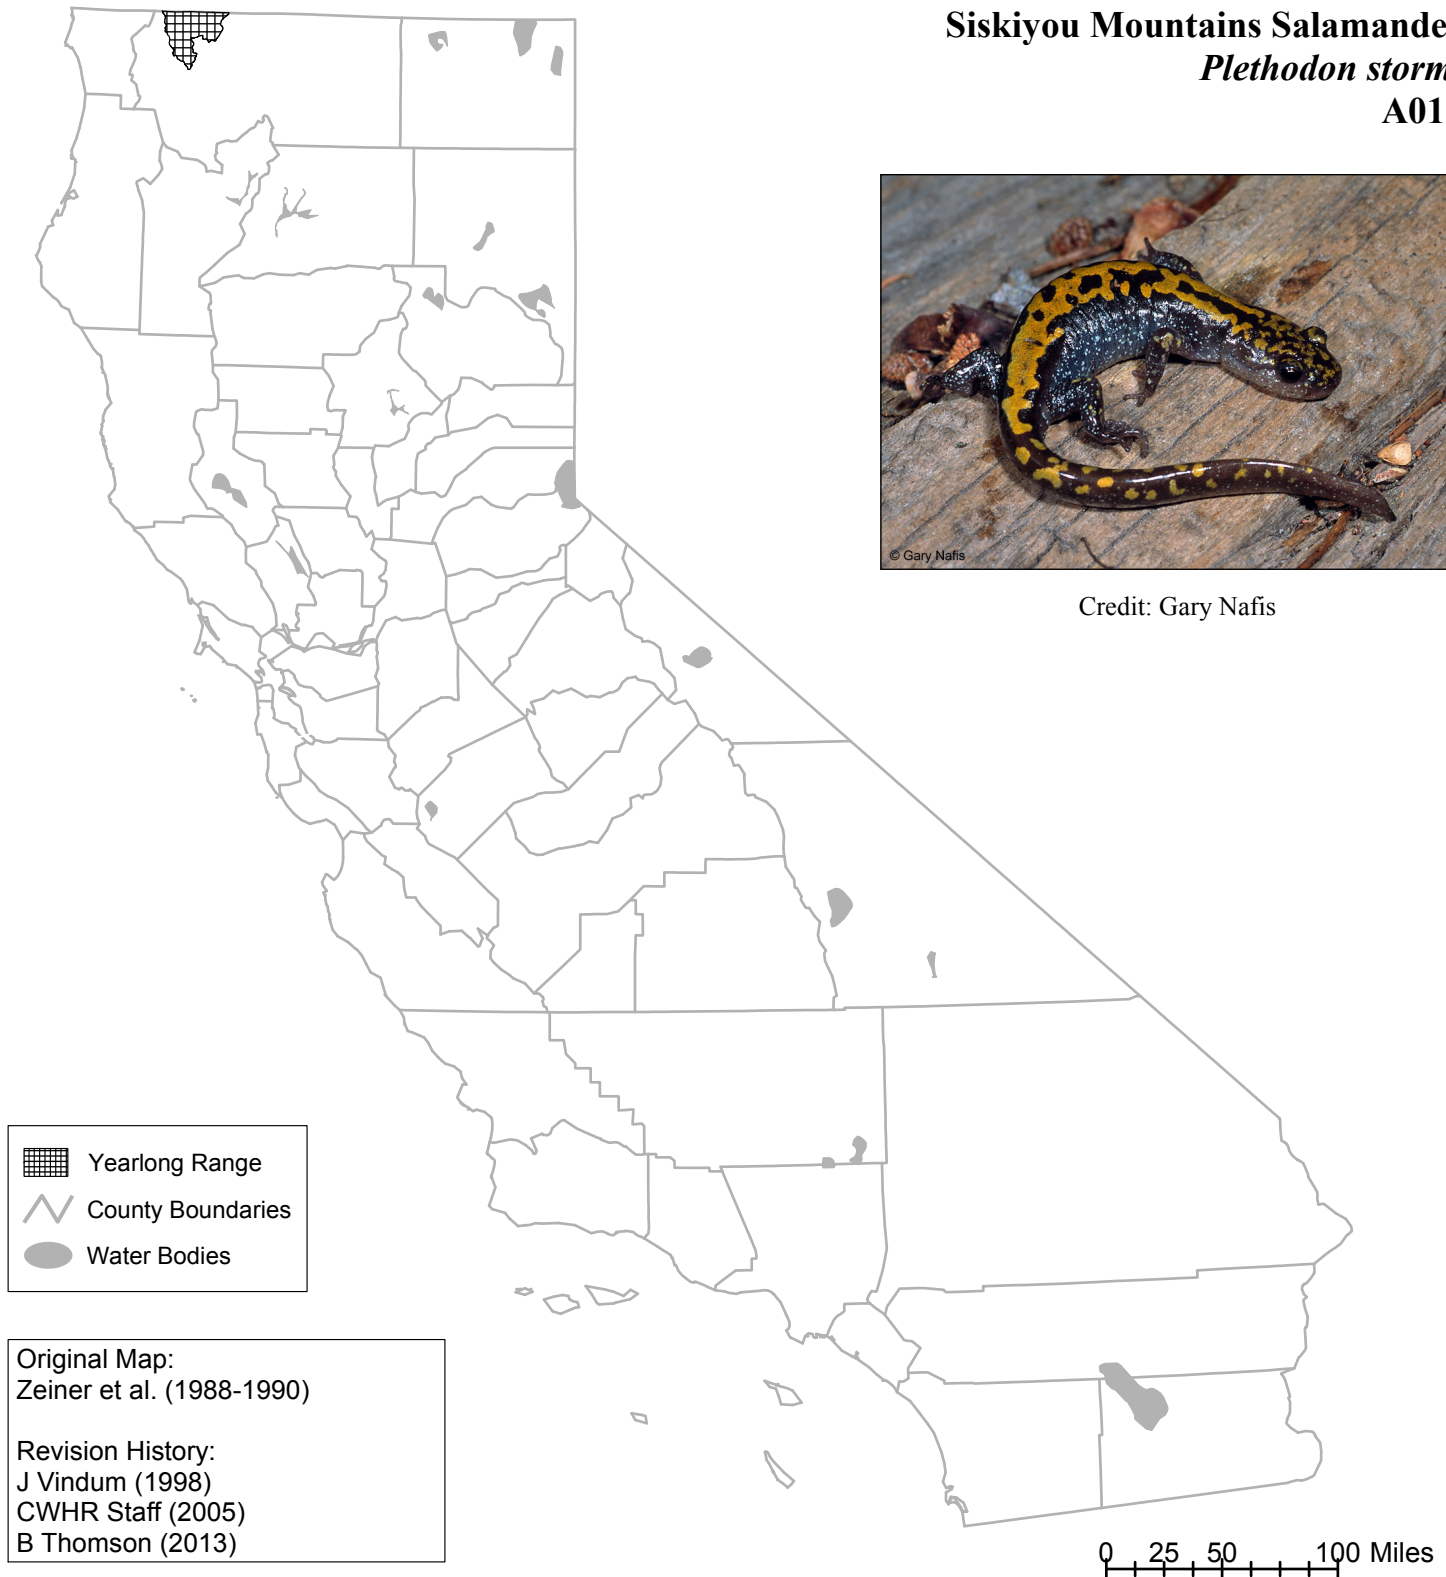 Siskiyou Mountains Salamande
Plethodon storm
A01
© Gary Nafis
Credit: Gary Nafis
Yearlong Range
County Boundaries
Water Bodies
Original Map:
Zeiner et al. (1988-1990)
Revision History:
J Vindum (1998)
CWHR Staff (2005)
B Thomson (2013)
0 25 50 100 Miles